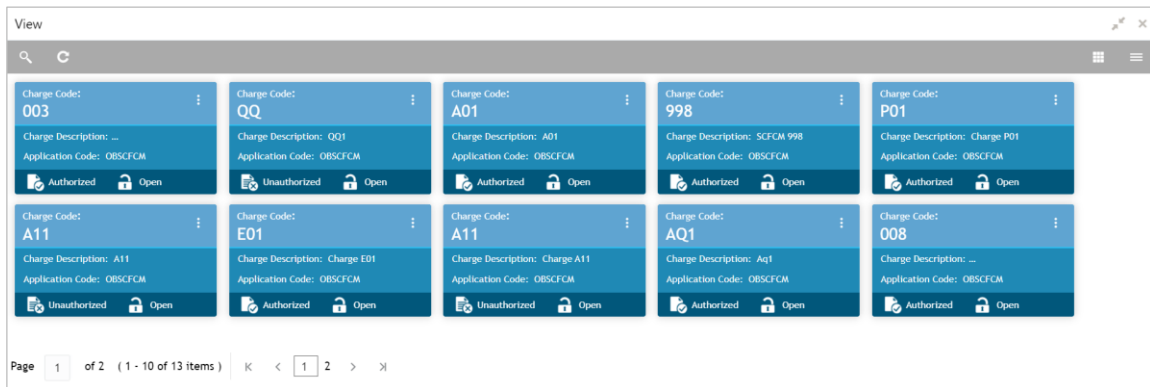 View
Charge Code:
003
Charge Description: ...
Application Code: OBSCFCM
Authorized Open
Charge Code:
QQ
Charge Description: QQ1
Application Code: OBSCFCM
Unauthorized Open
Charge Code:
A01
Charge Description: A01
Application Code: OBSCFCM
Authorized Open
Charge Code:
998
Charge Description: SCFCM 998
Application Code: OBSCFCM
Authorized Open
Charge Code:
P01
Charge Description: Charge P01
Application Code: OBSCFCM
Authorized Open
Charge Code:
A11
Charge Description: A11
Application Code: OBSCFCM
Unauthorized Open
Charge Code:
E01
Charge Description: Charge E01
Application Code: OBSCFCM
Authorized Open
Charge Code:
A11
Charge Description: Charge A11
Application Code: OBSCFCM
Unauthorized Open
Charge Code:
AQ1
Charge Description: Aq1
Application Code: OBSCFCM
Authorized Open
Charge Code:
008
Charge Description: ...
Application Code: OBSCFCM
Authorized Open
Page 1 of 2 ( 1 - 10 of 13 items ) 1 2